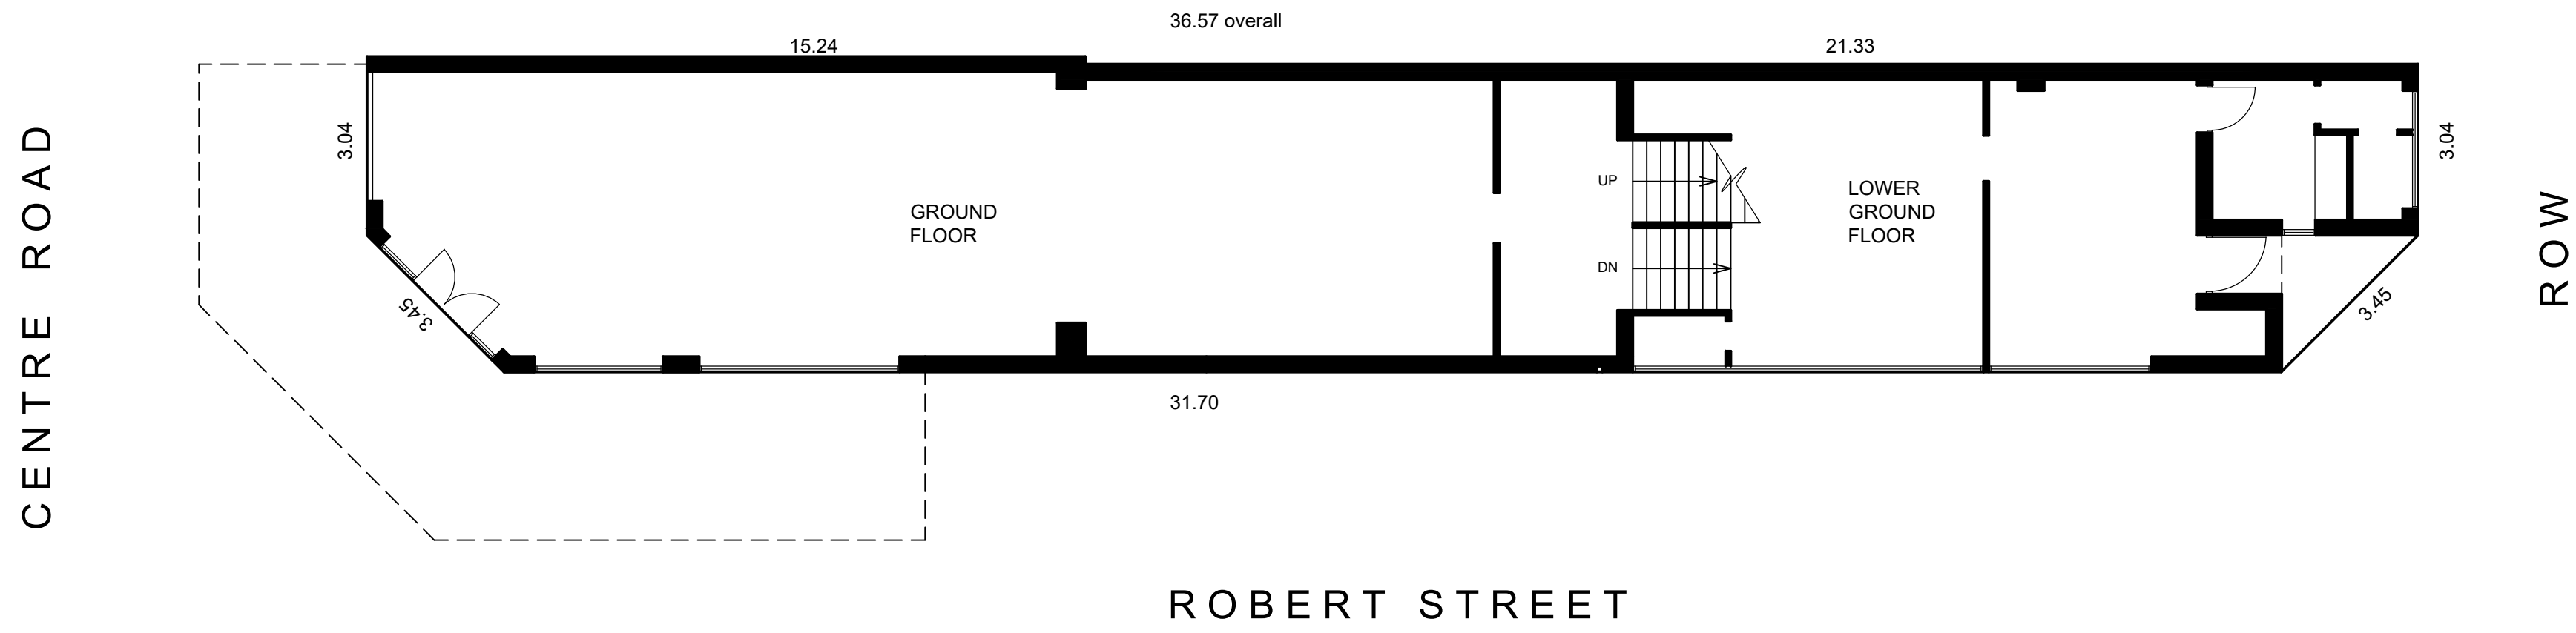 36.57 overall
15.24
21.33
CENTRE ROAD
3.04
GROUND
FLOOR
UP
DN
LOWER
GROUND
FLOOR
3.04
ROW
3.45
3.45
31.70
ROBERT STREET